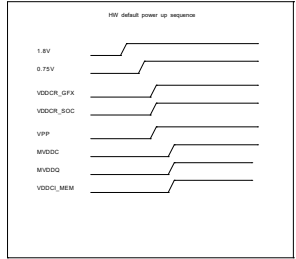 HW default power up sequence
1.8V
0.75V
VDDCR_GFX
VDDCR_SOC
VPP
MVDDC
MVDDQ
VDDCI_MEM